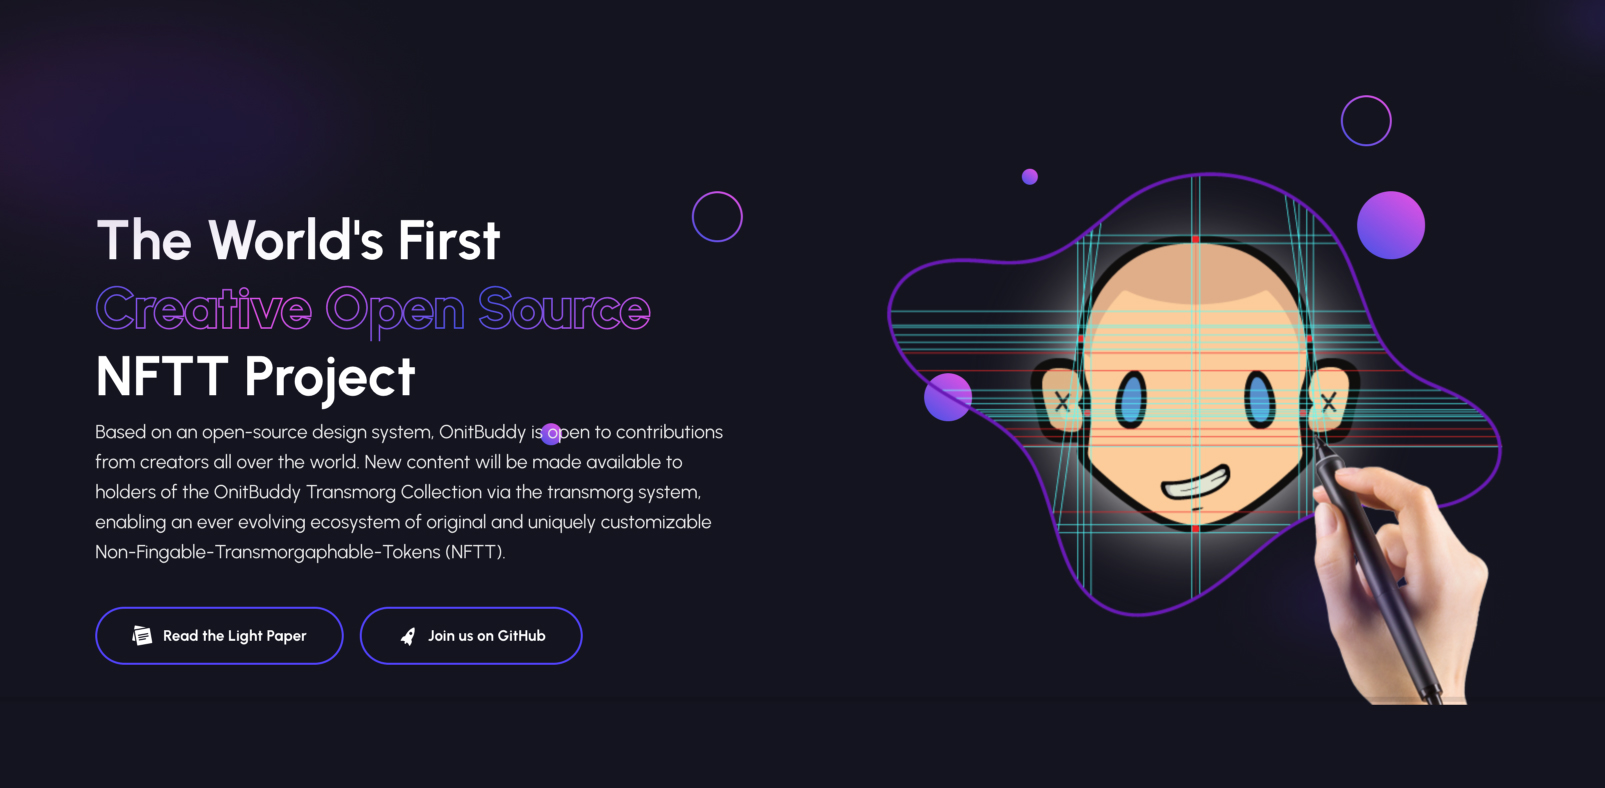 The World's First
Creative Open Source
NFTT Project
Based on an open-source design system, OnitBuddy is open to contributions
from creators all over the world. New content will be made available to
holders of the OnitBuddy Transmorg Collection via the transmorg system,
enabling an ever evolving ecosystem of original and uniquely customizable
Non-Fingable-Transmorgaphable-Tokens (NFTT).
Read the Light Paper
Join us on GitHub